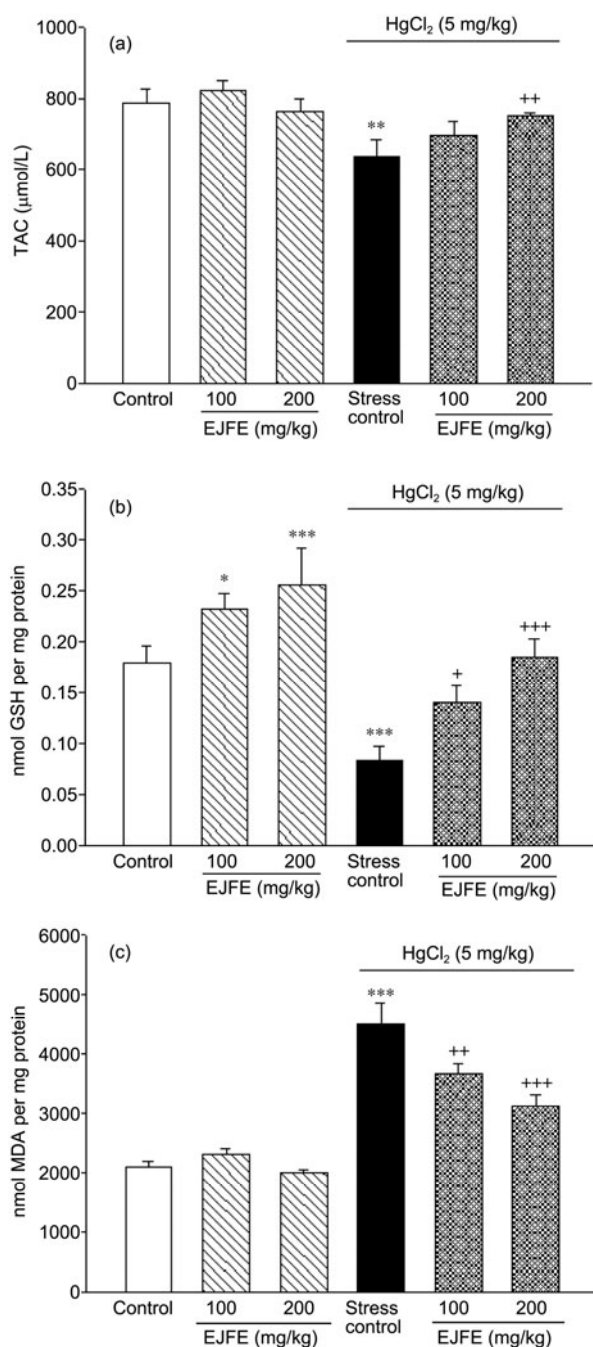 (a)
HgCl₂ (5 mg/kg)
TAC (μmol/L)
1000
800
600
400
200
0
**
++
Control
100
200
EJFE (mg/kg)
Stress
control
100
200
EJFE (mg/kg)
(b)
HgCl₂ (5 mg/kg)
nmol GSH per mg protein
0.35
0.30
0.25
0.20
0.15
0.10
0.05
0.00
*
***
***
+
+++
Control
100
200
EJFE (mg/kg)
Stress
control
100
200
EJFE (mg/kg)
(c)
HgCl₂ (5 mg/kg)
nmol MDA per mg protein
6000
5000
4000
3000
2000
1000
0
***
++
+++
Control
100
200
EJFE (mg/kg)
Stress
control
100
200
EJFE (mg/kg)